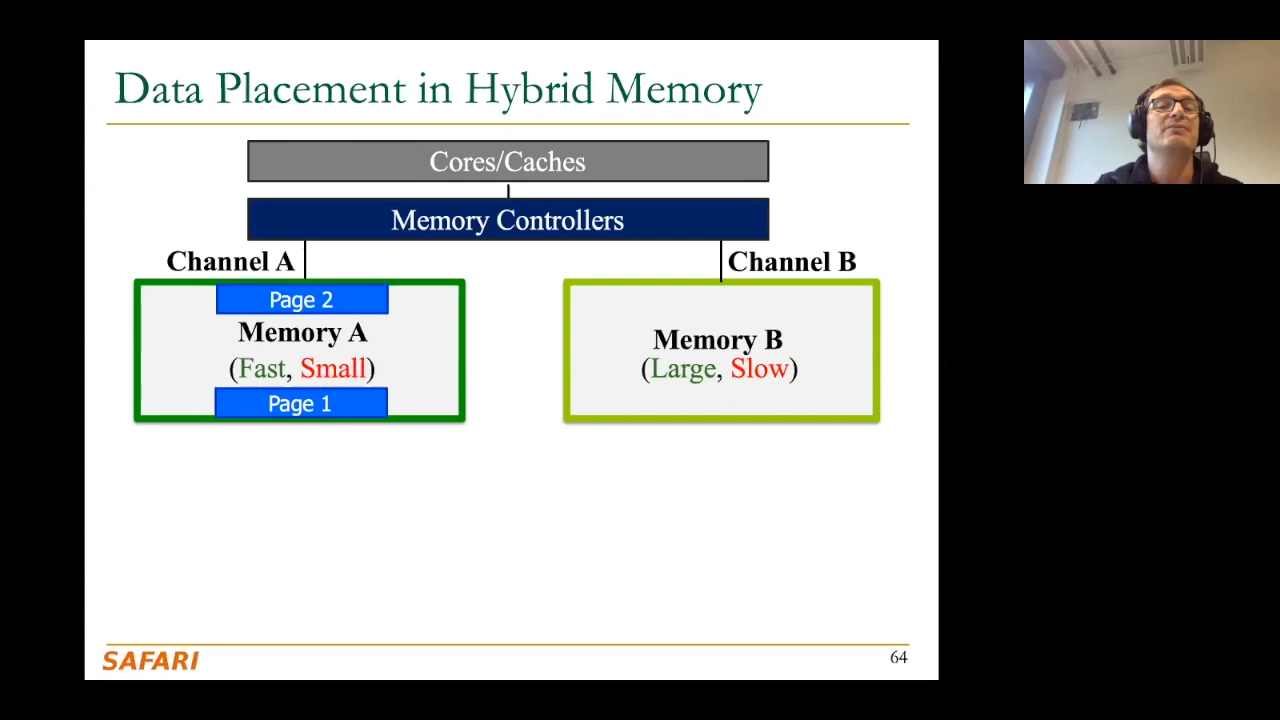 Data Placement in Hybrid Memory
Cores/Caches
Memory Controllers
Channel A
Channel B
Page 2
Memory A
(Fast, Small)
Page 1
Memory B
(Large, Slow)
SAFARI
64